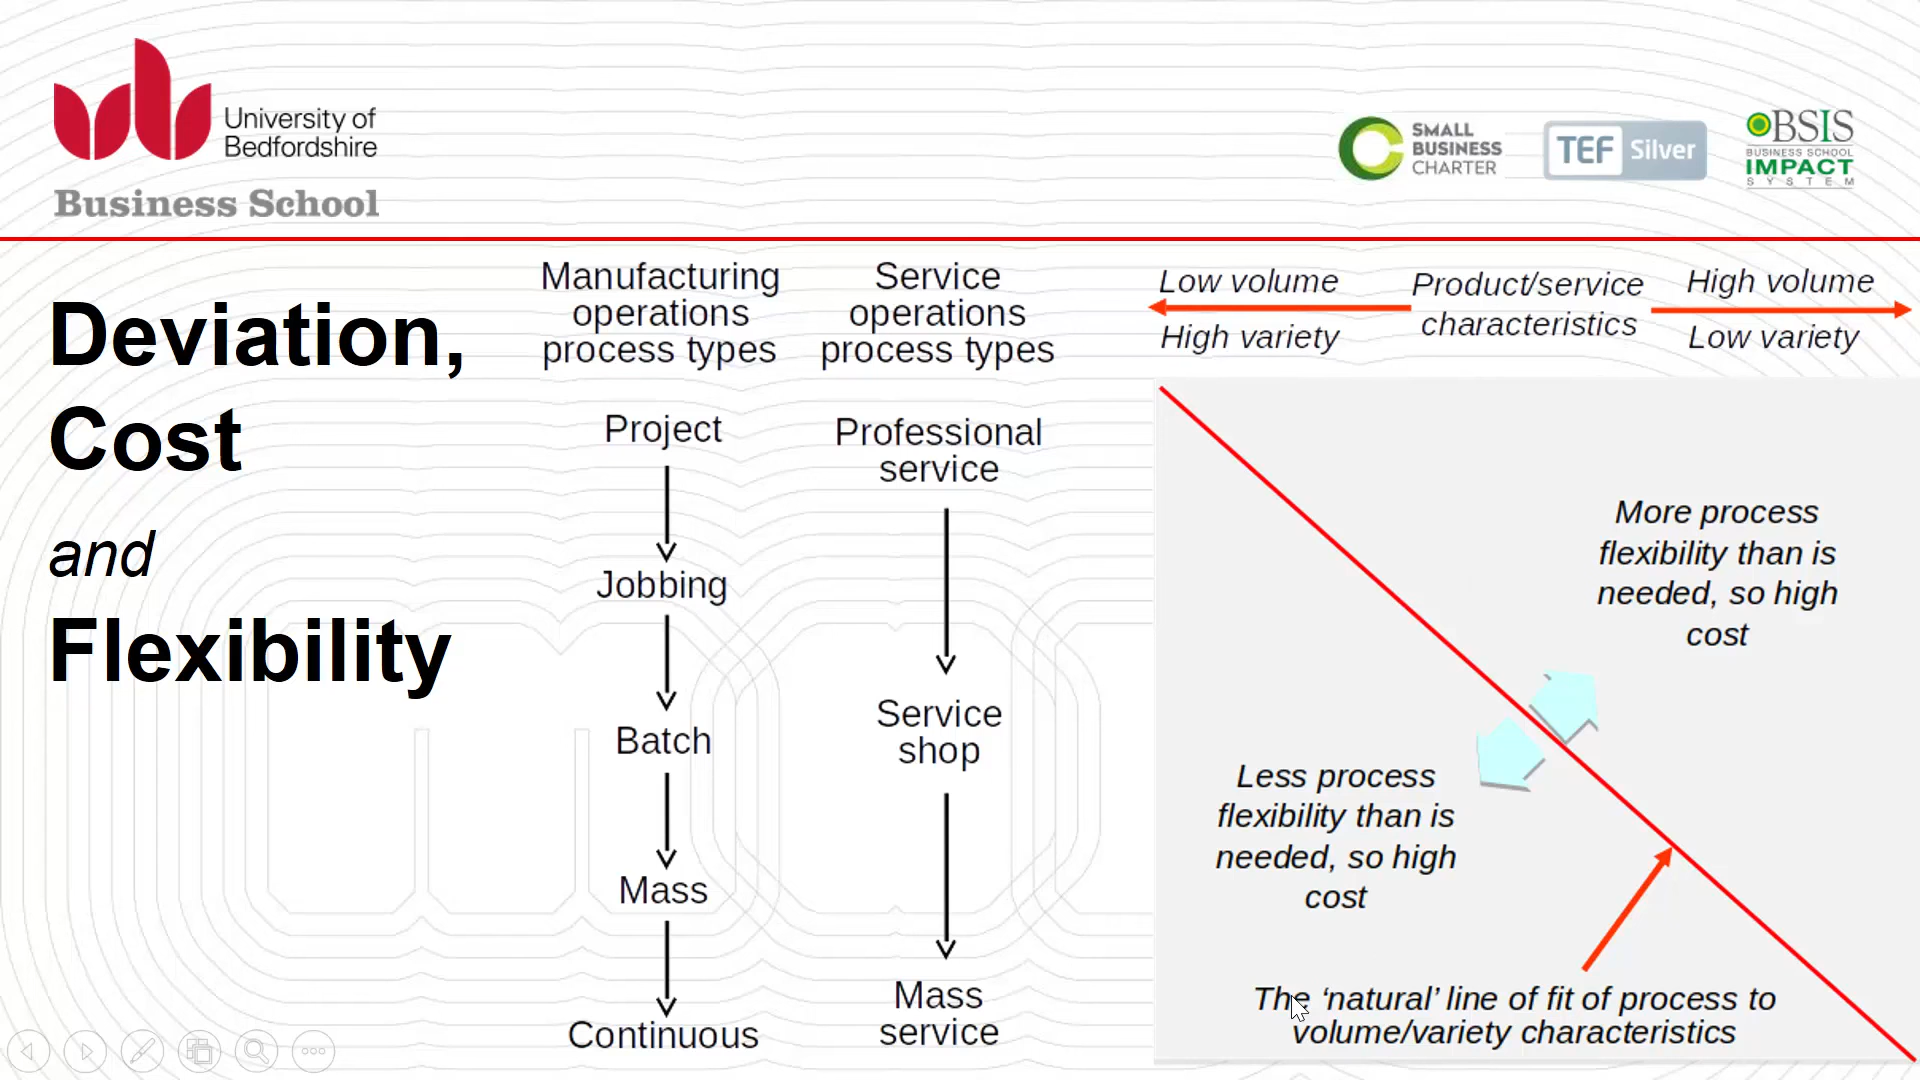 University of
Bedfordshire
Business School
SMALL
BUSINESS
CHARTER
TEF Silver
BSIS
BUSINESS SCHOOL
IMPACT
SYSTEM
Deviation,
Cost
and
Flexibility
Manufacturing
operations
process types
Project
Jobbing
Batch
Mass
Continuous
Service
operations
process types
Professional
service
Service
shop
Mass
service
Low volume
High variety
Product/service
characteristics
High volume
Low variety
More process
flexibility than is
needed, so high
cost
Less process
flexibility than is
needed, so high
cost
The ‘natural’ line of fit of process to
volume/variety characteristics